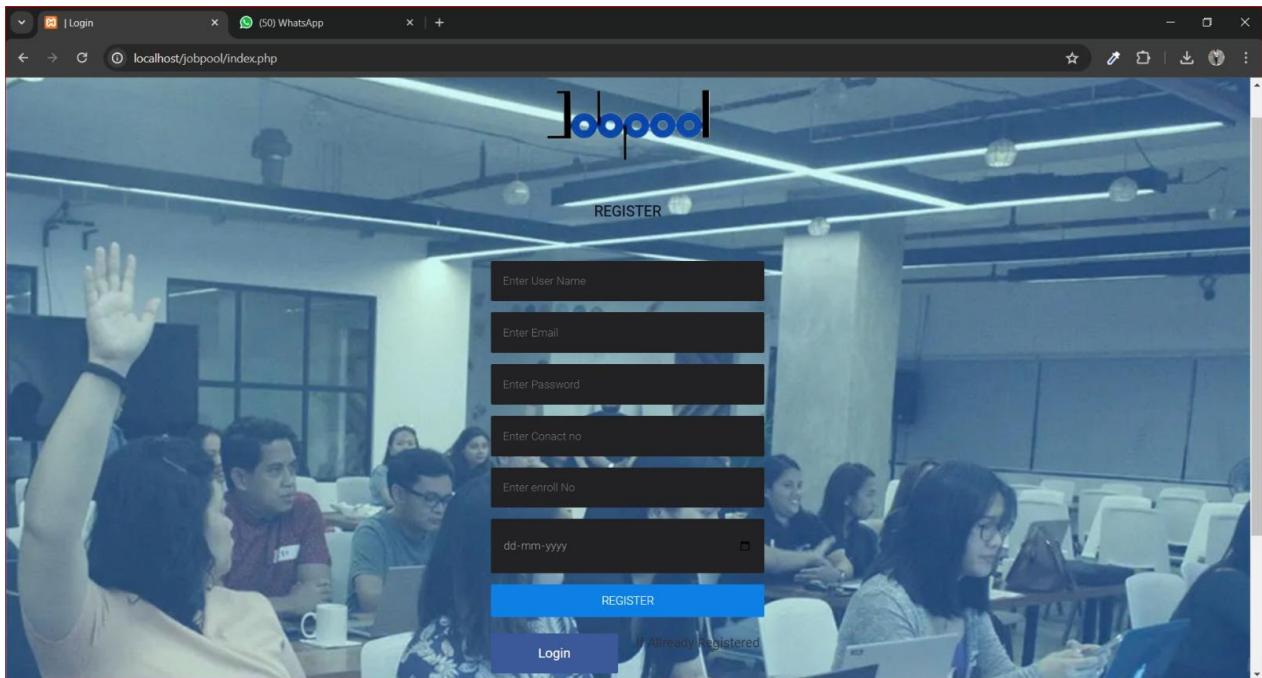 | Login
(50) WhatsApp
localhost/jobpool/index.php
Jobpool
REGISTER
Enter User Name
Enter Email
Enter Password
Enter Conact no
Enter enroll No
dd-mm-yyyy
REGISTER
Login
If Allready Registered